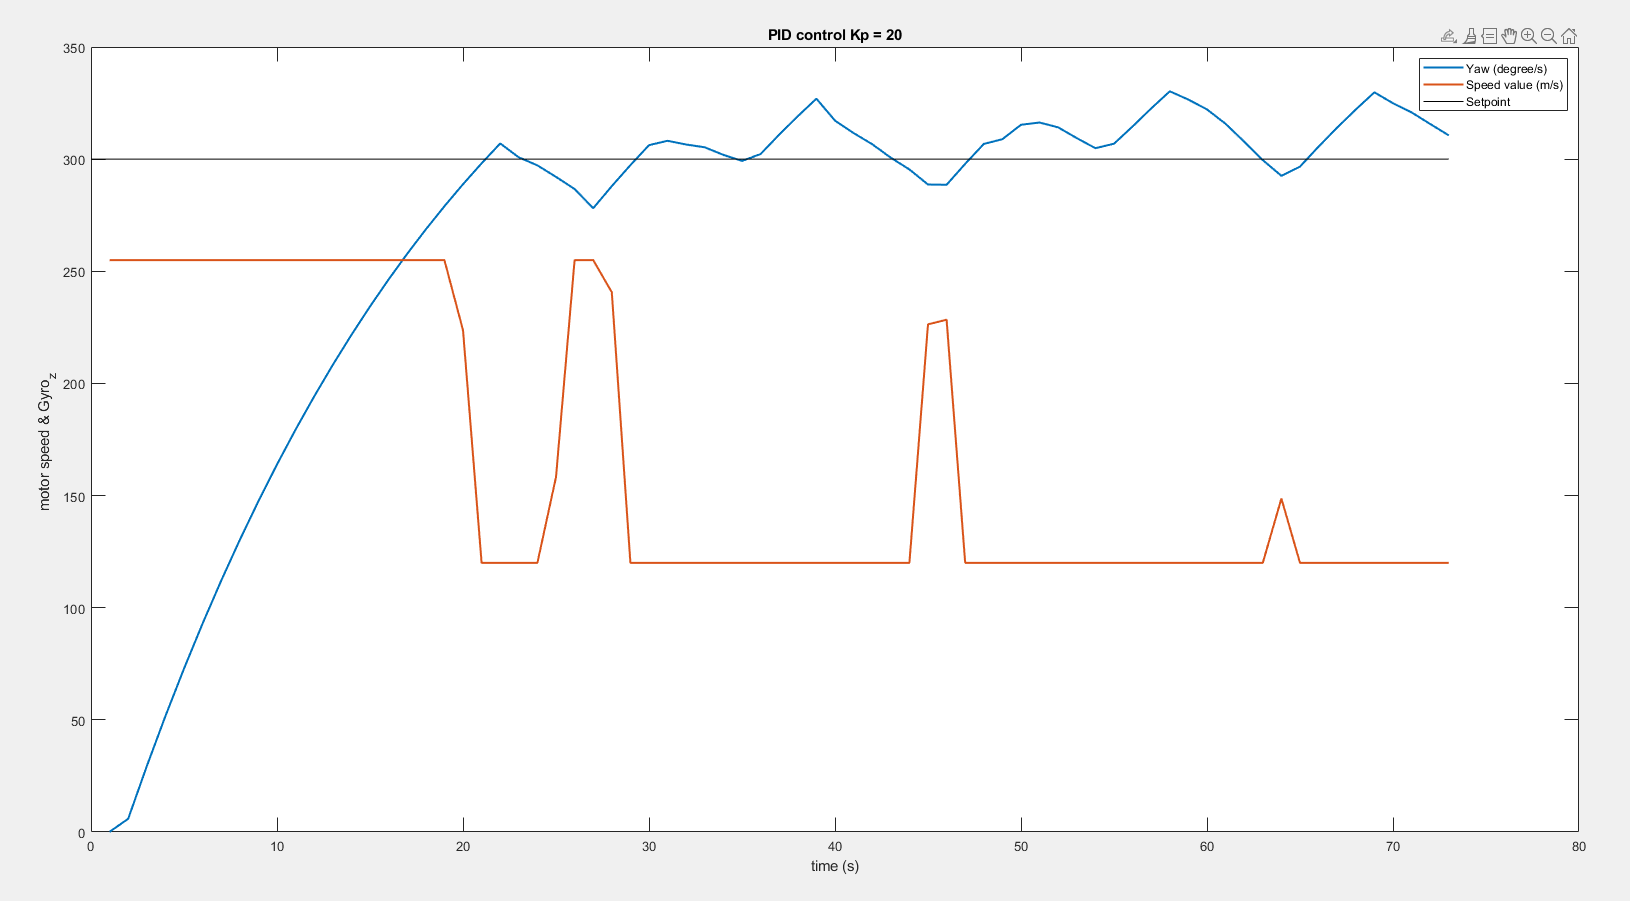 PID control Kp = 20
Yaw (degree/s)
Speed value (m/s)
Setpoint
350
300
250
200
150
100
50
0
motor speed & Gyro_z
0 10 20 30 40 50 60 70 80
time (s)